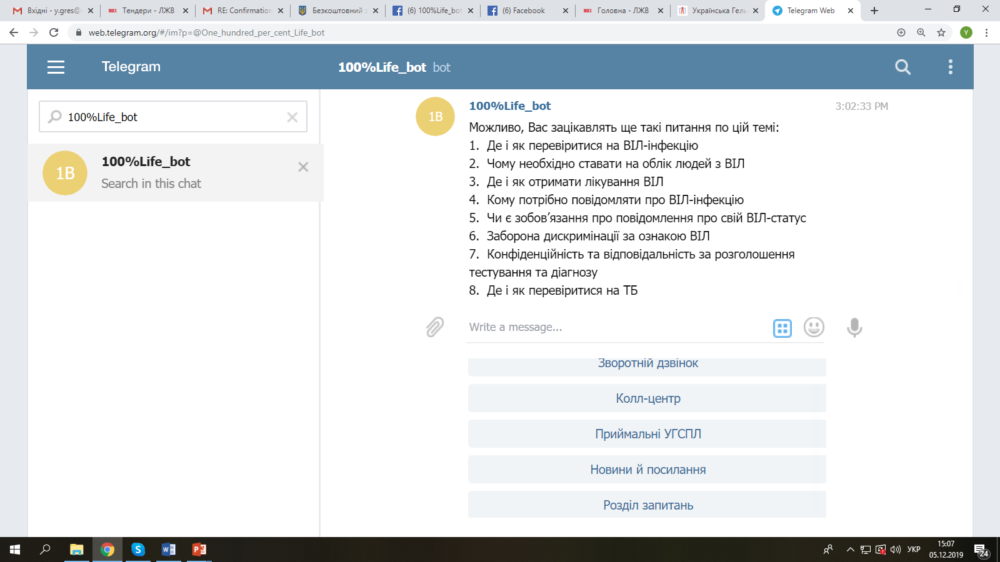 Вхідні - y.gres@
Тендери - ЛЖВ
RE: Confirmation
Безкоштовний
(6) 100%Life_bot
(6) Facebook
Головна - ЛЖВ
Українська Гель
Telegram Web
web.telegram.org/#/im?p=@One_hundred_per_cent_Life_bot
Y
Telegram
100%Life_bot bot
100%Life_bot
1B
100%Life_bot
Search in this chat
1B
100%Life_bot
3:02:33 PM
Можливо, Вас зацікавлять ще такі питання по цій темі:
1. Де і як перевіритися на ВІЛ-інфекцію
2. Чому необхідно ставати на облік людей з ВІЛ
3. Де і як отримати лікування ВІЛ
4. Кому потрібно повідомляти про ВІЛ-інфекцію
5. Чи є зобов’язання про повідомлення про свій ВІЛ-статус
6. Заборона дискримінації за ознакою ВІЛ
7. Конфіденційність та відповідальність за розголошення
тестування та діагнозу
8. Де і як перевіритися на ТБ
Write a message...
Зворотній дзвінок
Колл-центр
Приймальні УГСПЛ
Новини й посилання
Розділ запитань
УКР
15:07
05.12.2019
24